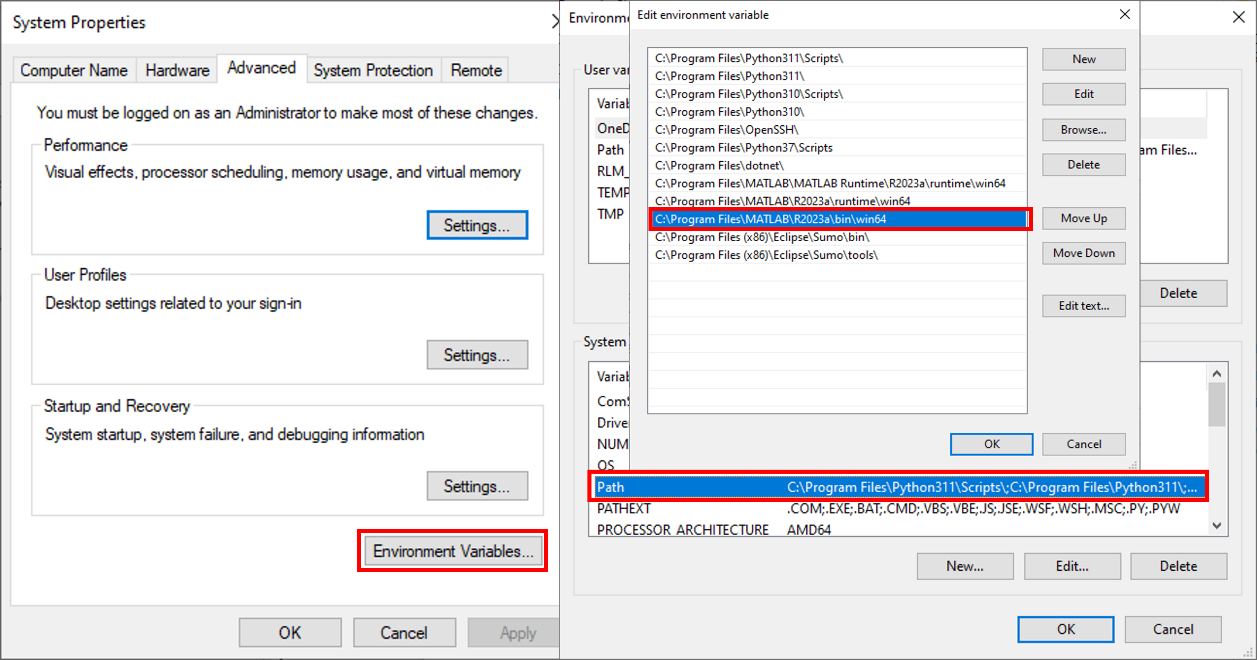 System Properties
Computer Name
Hardware
Advanced
System Protection
Remote
You must be logged on as an Administrator to make most of these changes.
Performance
Visual effects, processor scheduling, memory usage, and virtual memory
Settings...
User Profiles
Desktop settings related to your sign-in
Settings...
Startup and Recovery
System startup, system failure, and debugging information
Settings...
Environment Variables...
OK
Cancel
Apply
Edit environment variable
C:\Program Files\Python311\Scripts\
C:\Program Files\Python311\
C:\Program Files\Python310\Scripts\
C:\Program Files\Python310\
C:\Program Files\OpenSSH\
C:\Program Files\Python37\Scripts
C:\Program Files\dotnet\
C:\Program Files\MATLAB\MATLAB Runtime\R2023a\runtime\win64
C:\Program Files\MATLAB\R2023a\runtime\win64
C:\Program Files\MATLAB\R2023a\bin\win64
C:\Program Files (x86)\Eclipse\Sumo\bin\
C:\Program Files (x86)\Eclipse\Sumo\tools\
New
Edit
Browse...
Delete
Move Up
Move Down
Edit text...
OK
Cancel
Environme
User var
Variab
OneD
Path
am Files...
RLM_
TEMP
TMP
Delete
System
Variab
ComS
Driver
NUM
OS
Path C:\Program Files\Python311\Scripts\;C:\Program Files\Python311\;...
PATHEXT .COM;.EXE;.BAT;.CMD;.VBS;.VBE;.JS;.JSE;.WSF;.WSH;.MSC;.PY;.PYW
PROCESSOR_ARCHITECTURE AMD64
New...
Edit...
Delete
OK
Cancel